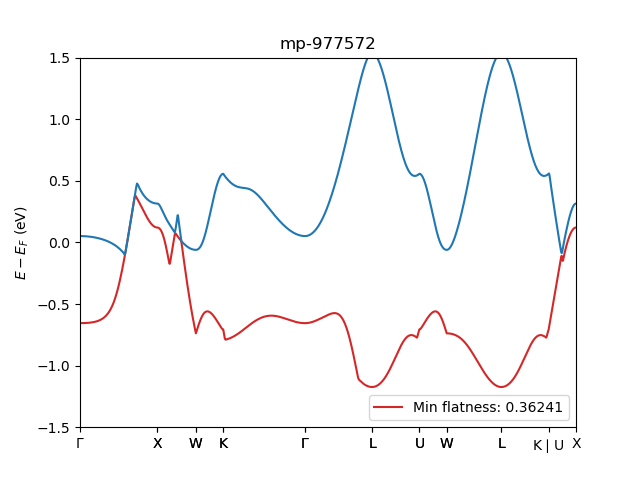 mp-977572
E − E_F (eV)
1.5
1.0
0.5
0.0
−0.5
−1.0
−1.5
Min flatness: 0.36241
Γ X W K Γ L U W L K | U X